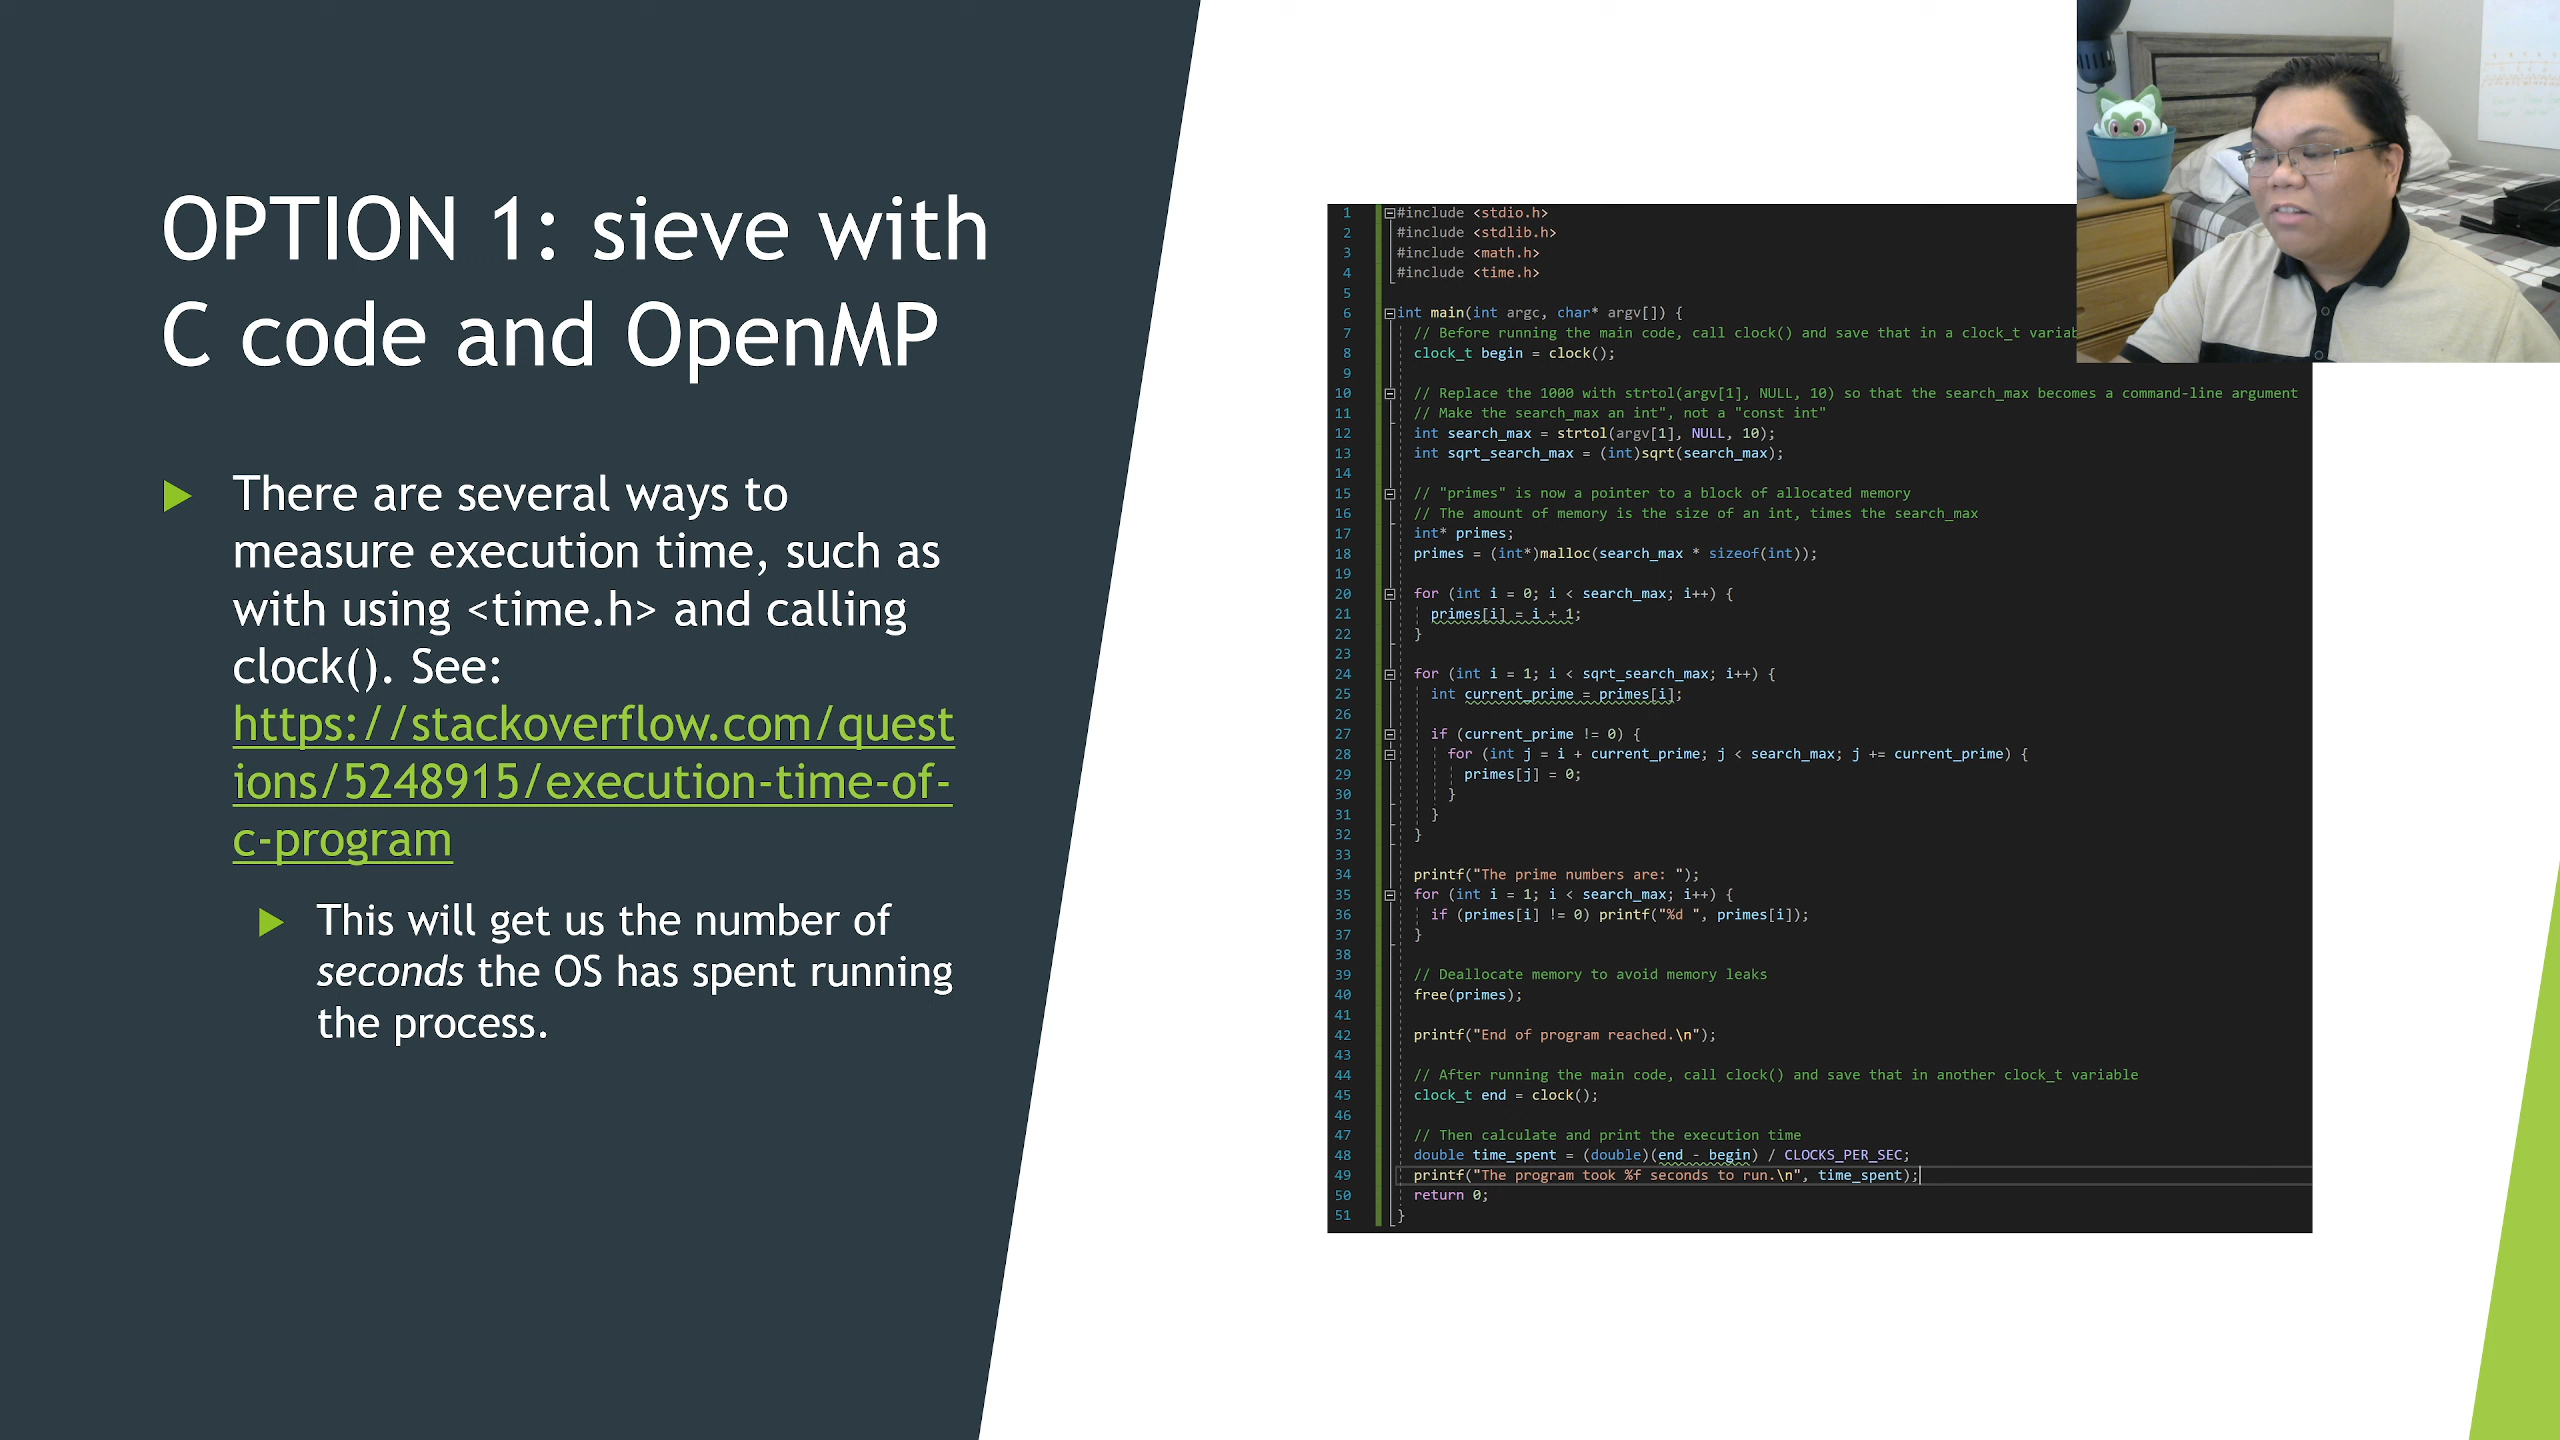 OPTION 1: sieve with
C code and OpenMP
There are several ways to
measure execution time, such as
with using <time.h> and calling
clock(). See:
https://stackoverflow.com/quest
ions/5248915/execution-time-of-
c-program
This will get us the number of
seconds the OS has spent running
the process.
1 #include <stdio.h>
2 #include <stdlib.h>
3 #include <math.h>
4 #include <time.h>
5
6 int main(int argc, char* argv[]) {
7 // Before running the main code, call clock() and save that in a clock_t variab
8 clock_t begin = clock();
9
10 // Replace the 1000 with strtol(argv[1], NULL, 10) so that the search_max becomes a command-line argument
11 // Make the search_max an int", not a "const int"
12 int search_max = strtol(argv[1], NULL, 10);
13 int sqrt_search_max = (int)sqrt(search_max);
14
15 // "primes" is now a pointer to a block of allocated memory
16 // The amount of memory is the size of an int, times the search_max
17 int* primes;
18 primes = (int*)malloc(search_max * sizeof(int));
19
20 for (int i = 0; i < search_max; i++) {
21 primes[i] = i + 1;
22 }
23
24 for (int i = 1; i < sqrt_search_max; i++) {
25 int current_prime = primes[i];
26
27 if (current_prime != 0) {
28 for (int j = i + current_prime; j < search_max; j += current_prime) {
29 primes[j] = 0;
30 }
31 }
32 }
33
34 printf("The prime numbers are: ");
35 for (int i = 1; i < search_max; i++) {
36 if (primes[i] != 0) printf("%d ", primes[i]);
37 }
38
39 // Deallocate memory to avoid memory leaks
40 free(primes);
41
42 printf("End of program reached.\n");
43
44 // After running the main code, call clock() and save that in another clock_t variable
45 clock_t end = clock();
46
47 // Then calculate and print the execution time
48 double time_spent = (double)(end - begin) / CLOCKS_PER_SEC;
49 printf("The program took %f seconds to run.\n", time_spent);
50 return 0;
51 }